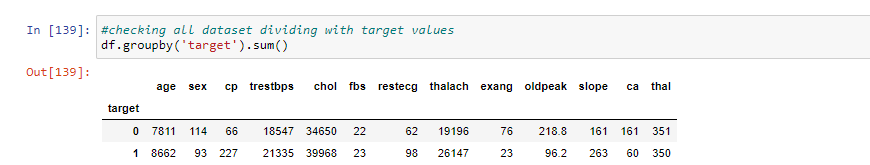 In [139]: #checking all dataset dividing with target values
df.groupby('target').sum()
Out[139]:
age sex cp trestbps chol fbs restecg thalach exang oldpeak slope ca thal
target
0 7811 114 66 18547 34650 22 62 19196 76 218.8 161 161 351
1 8662 93 227 21335 39968 23 98 26147 23 96.2 263 60 350